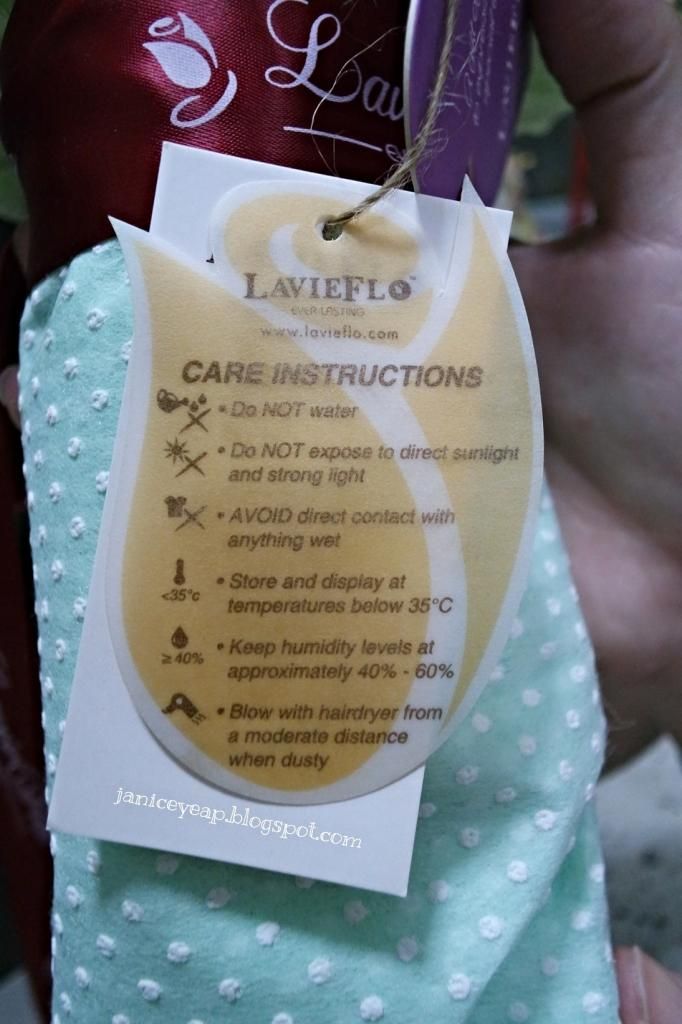 LAVIEFLO™
EVER-LASTING
www.lavieflo.com
CARE INSTRUCTIONS
• Do NOT water
• Do NOT expose to direct sunlight
and strong light
• AVOID direct contact with
anything wet
<35°c
• Store and display at
temperatures below 35°C
≥40%
• Keep humidity levels at
approximately 40% - 60%
• Blow with hairdryer from
a moderate distance
when dusty
janiceyeap.blogspot.com